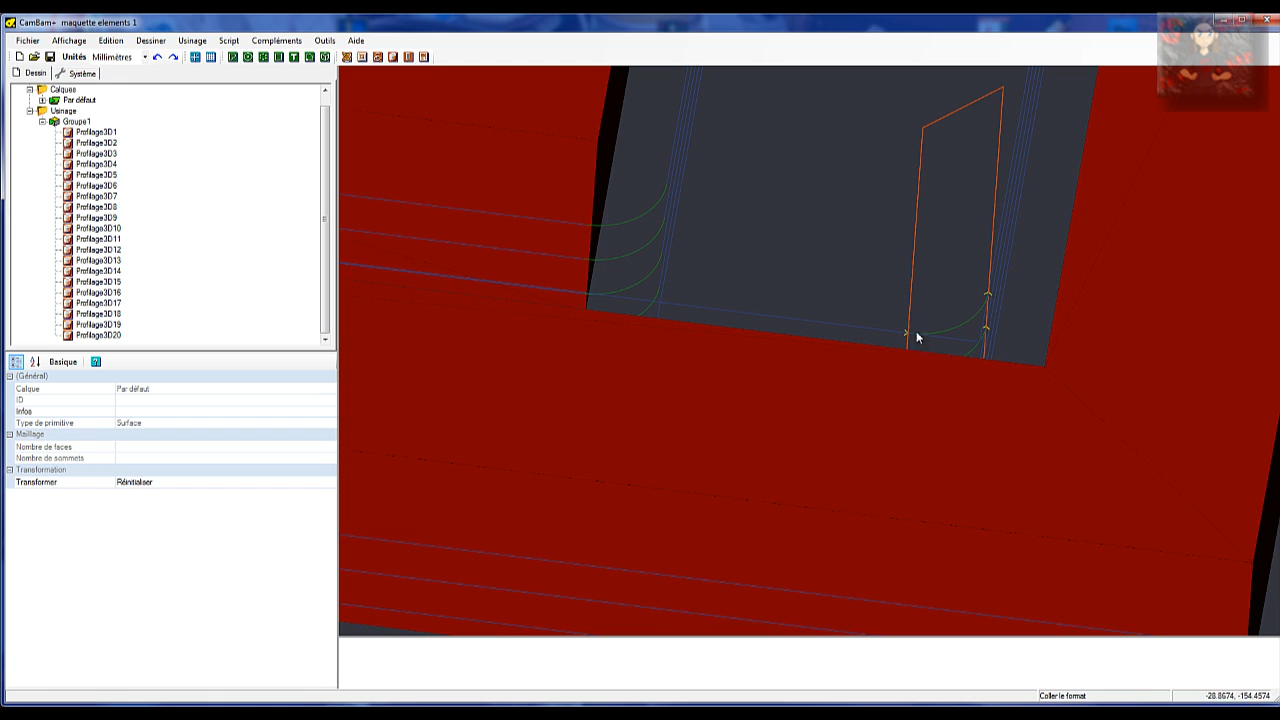 CamBam+ maquette elements 1
Fichier Affichage Edition Dessiner Usinage Script Compléments Outils Aide
Unités Millimètres
Dessin Système
Calques
Par défaut
Usinage
Groupe1
Profilage3D1
Profilage3D2
Profilage3D3
Profilage3D4
Profilage3D5
Profilage3D6
Profilage3D7
Profilage3D8
Profilage3D9
Profilage3D10
Profilage3D11
Profilage3D12
Profilage3D13
Profilage3D14
Profilage3D15
Profilage3D16
Profilage3D17
Profilage3D18
Profilage3D19
Profilage3D20
Basique
(Général)
Calque Par défaut
ID
Infos
Type de primitive Surface
Maillage
Nombre de faces
Nombre de sommets
Transformation
Transformer Réinitialiser
Coller le format -28.8674, -154.4574